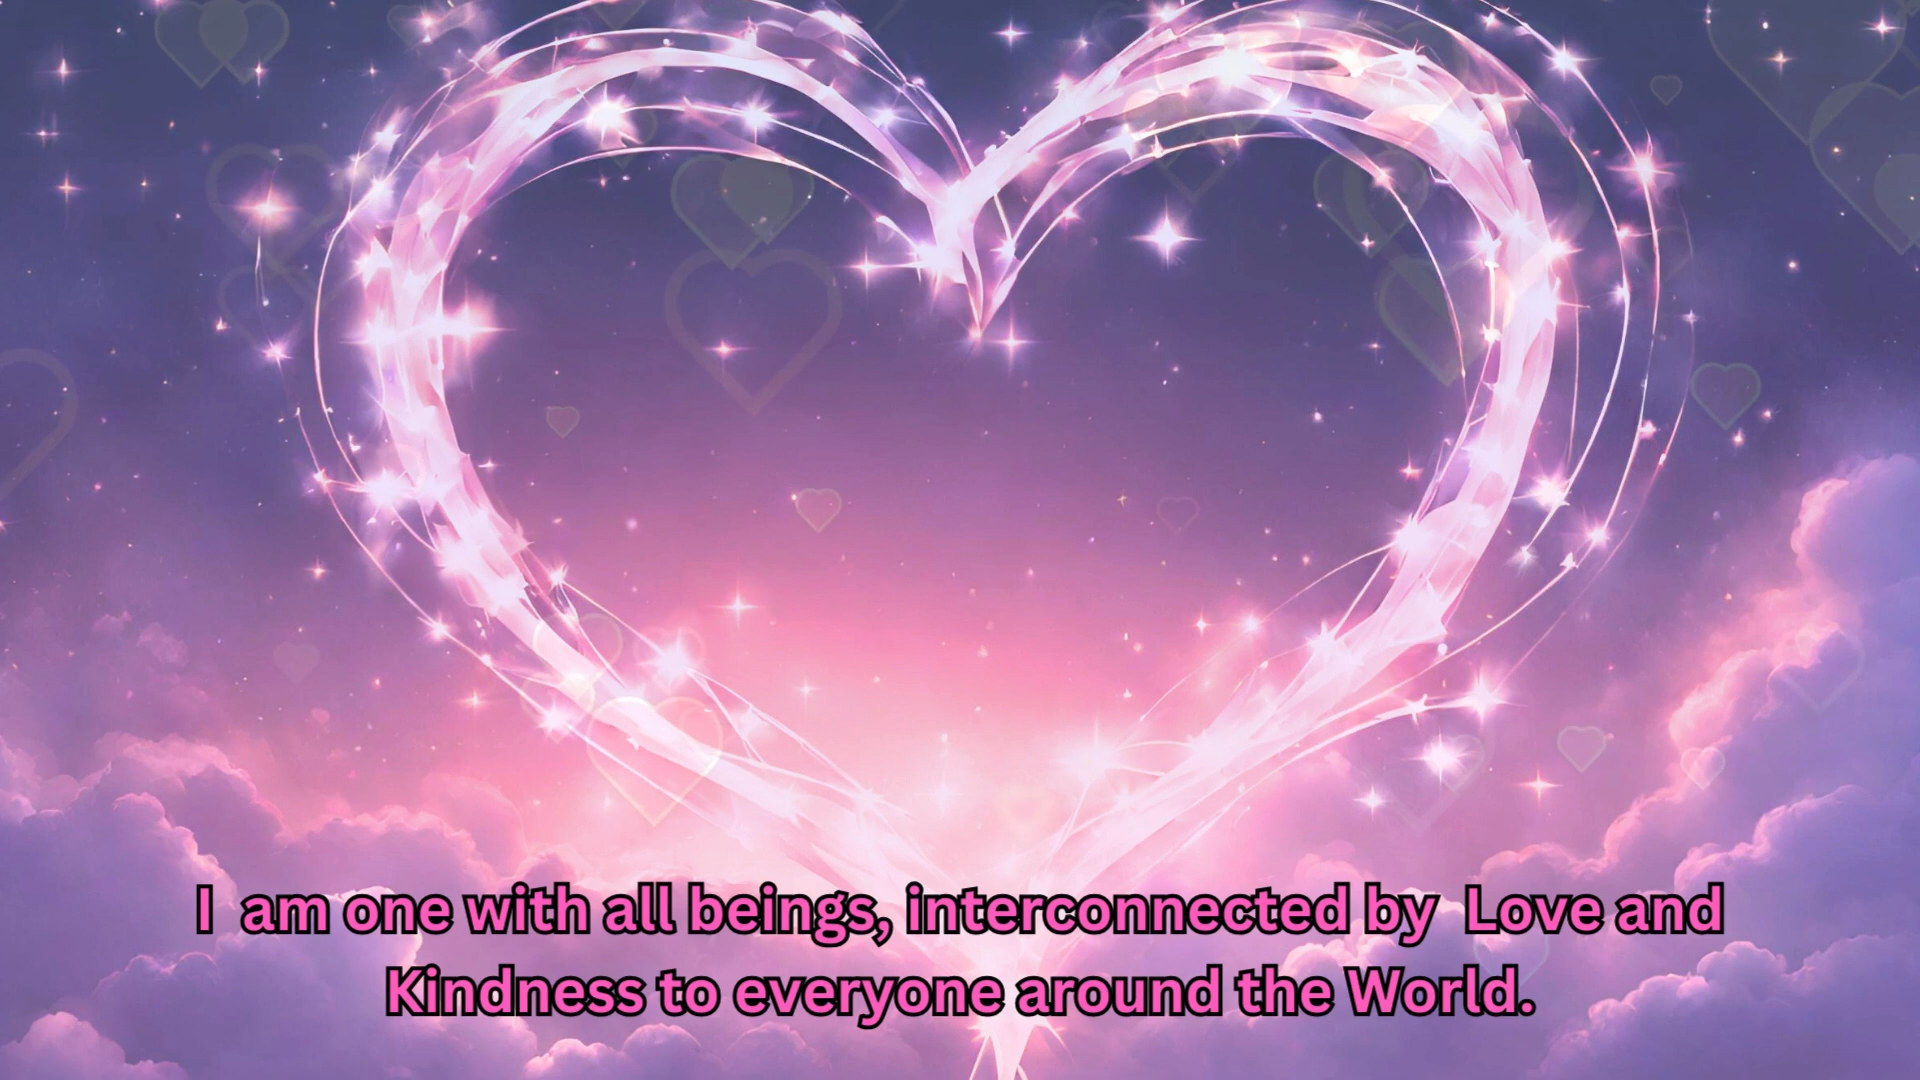 I  am one with all beings, interconnected by  Love and
Kindness to everyone around the World.